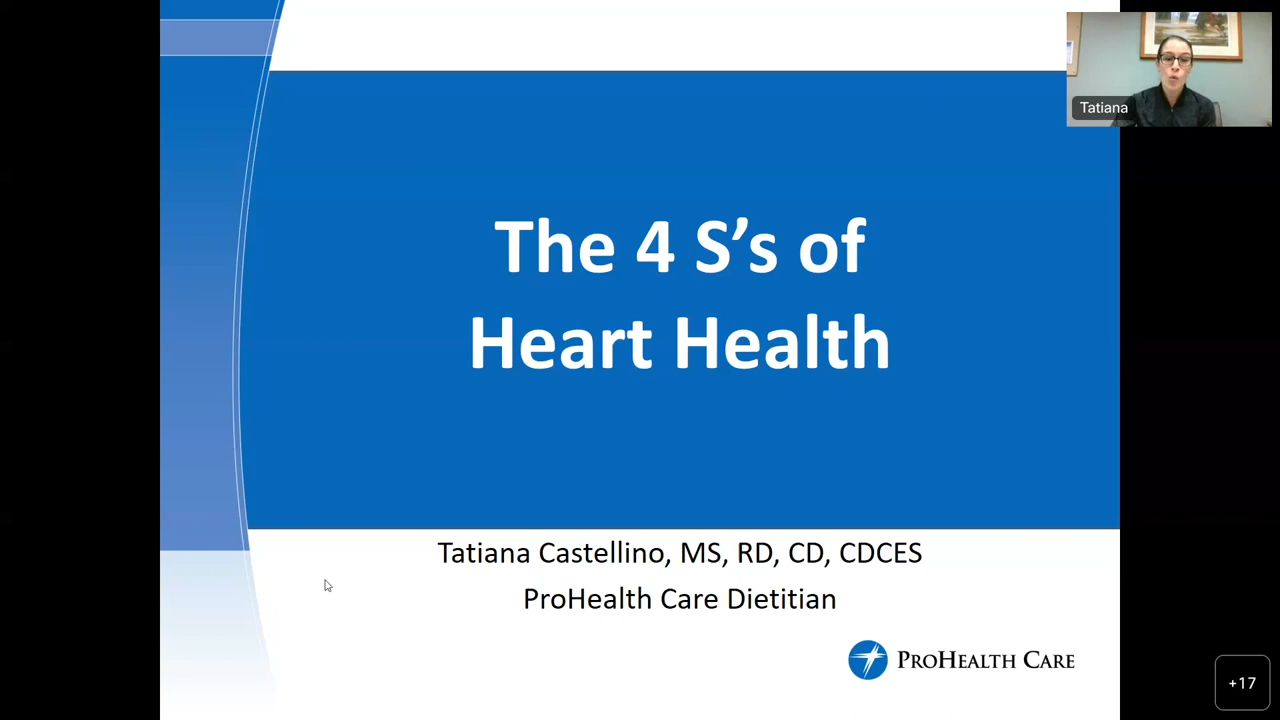 Tatiana
The 4 S’s of
Heart Health
Tatiana Castellino, MS, RD, CD, CDCES
ProHealth Care Dietitian
PROHEALTH CARE
+17